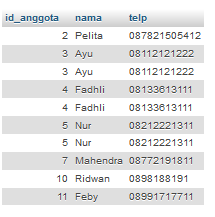 id_anggota nama telp
2 Pelita 087821505412
3 Ayu 08112121222
3 Ayu 08112121222
4 Fadhli 08133613111
4 Fadhli 08133613111
5 Nur 08212221311
5 Nur 08212221311
7 Mahendra 08772191811
10 Ridwan 0898188191
11 Feby 08991717711